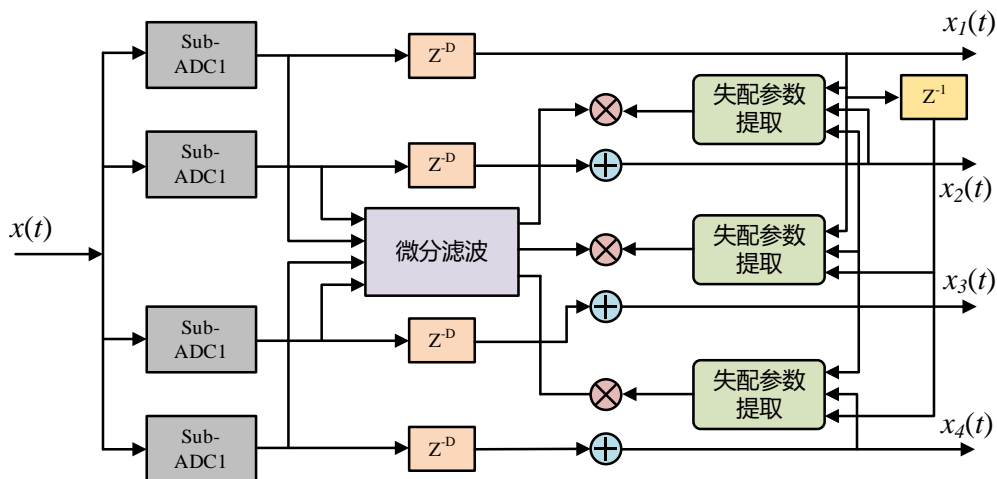 Sub-
ADC1
Z-D
x1(t)
失配参数
提取
Z-1
Sub-
ADC1
Z-D
x2(t)
x(t)
微分滤波
失配参数
提取
x3(t)
Sub-
ADC1
Z-D
失配参数
提取
Sub-
ADC1
Z-D
x4(t)